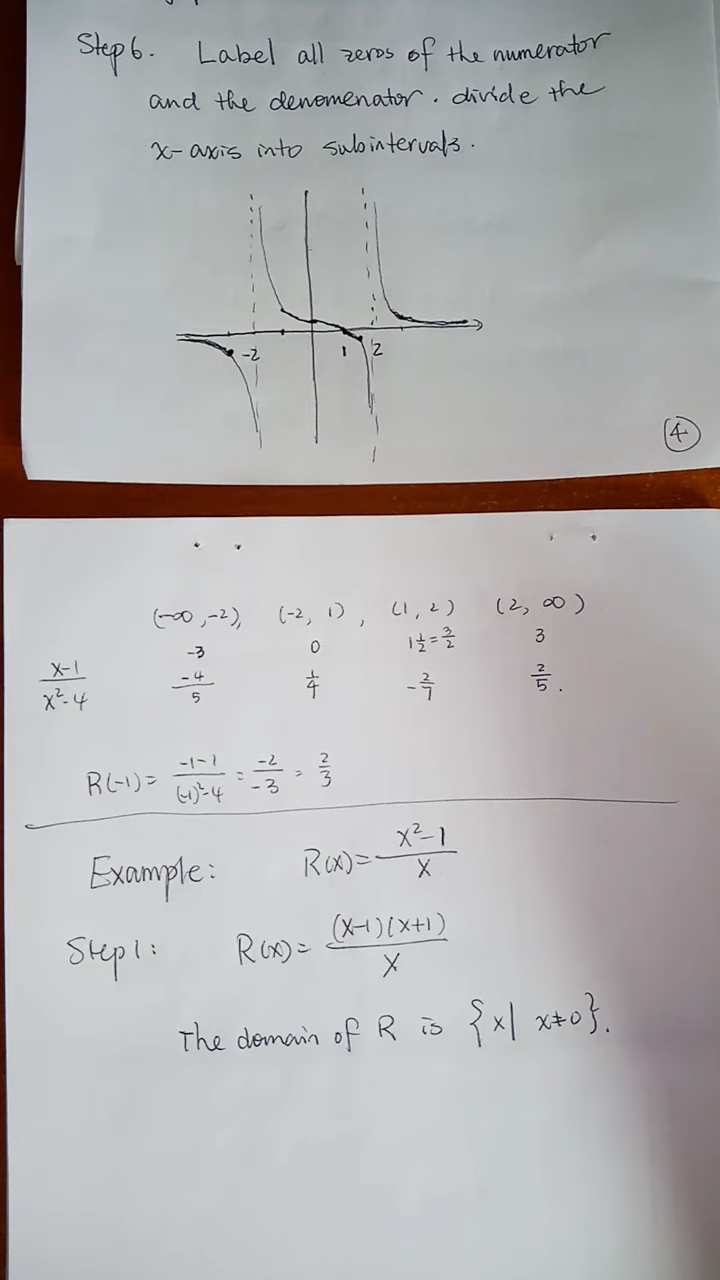 Step 6. Label all zeros of the numerator
and the denomenator. divide the
x-axis into subintervals.
-2 1 2
④
(-∞,-2), (-2, 1), (1, 2) (2, ∞)
-3 0 1½=3/2 3
x-1/x²-4 -4/5 1/4 -2/7 2/5.
R(-1)= -1-1/(-1)²-4 = -2/-3 = 2/3
Example: R(x)= x²-1/x
Step1: R(x)= (x-1)(x+1)/x
The domain of R is {x| x≠0}.